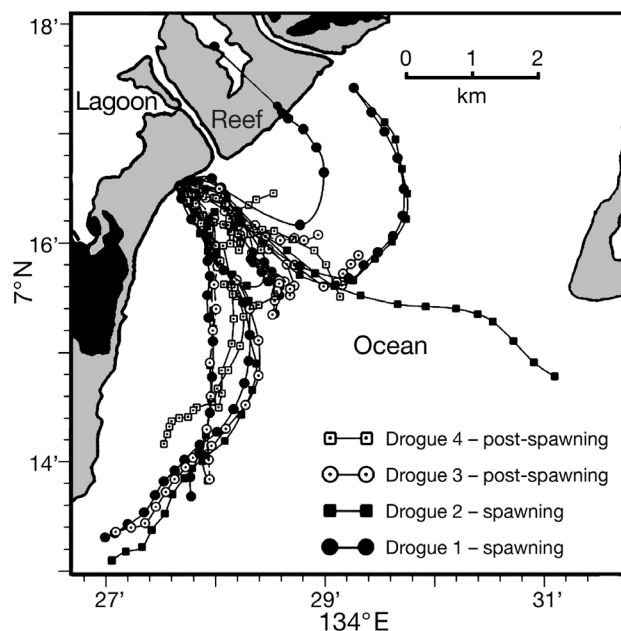 18'
0 1 2
km
Lagoon
Reef
16'
7°N
Ocean
14'
Drogue 4 – post-spawning
Drogue 3 – post-spawning
Drogue 2 – spawning
Drogue 1 – spawning
27' 29' 31'
134°E